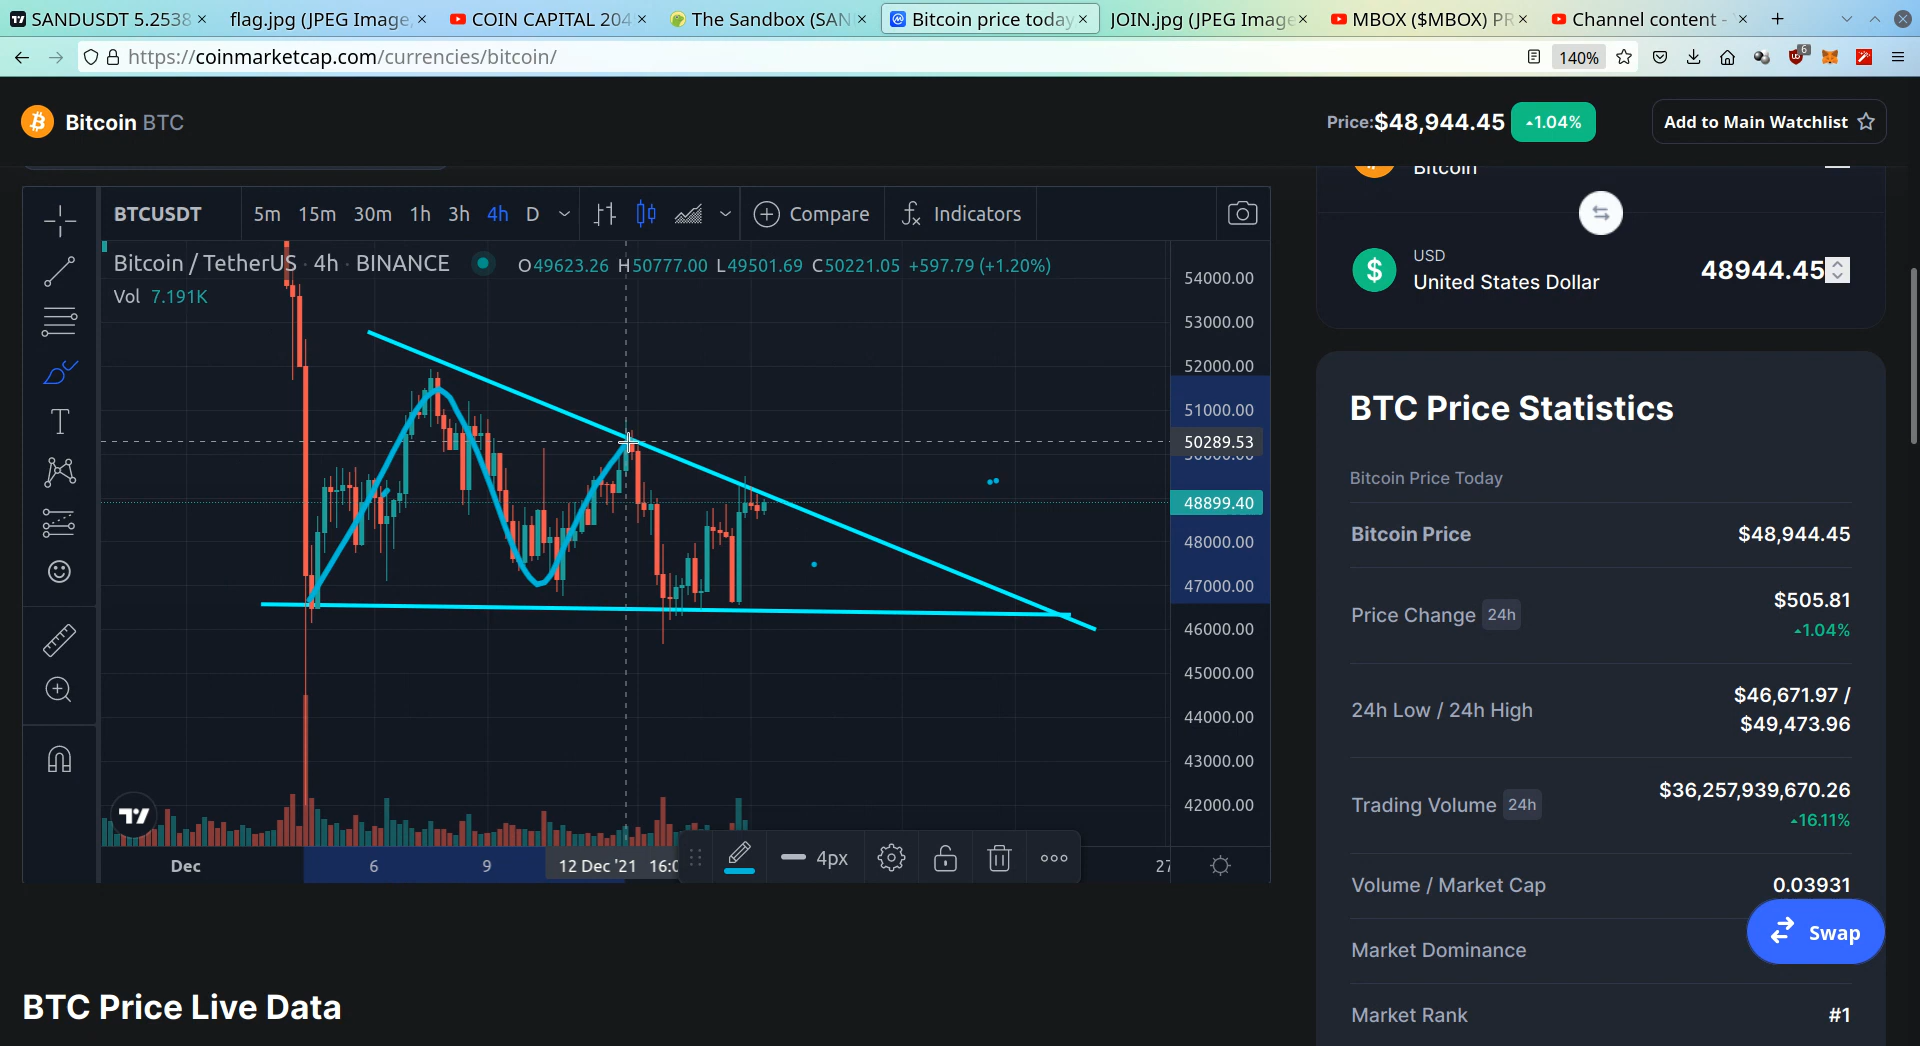 SANDUSDT 5.2538
flag.jpg (JPEG Image,
COIN CAPITAL 204
The Sandbox (SAN
Bitcoin price today
JOIN.jpg (JPEG Image
MBOX ($MBOX) PR
Channel content -
https://coinmarketcap.com/currencies/bitcoin/
140%
6
Bitcoin BTC
Price:$48,944.45
1.04%
Add to Main Watchlist
Bitcoin
USD
United States Dollar
48944.45
BTCUSDT
5m 15m 30m 1h 3h 4h D
Compare
Indicators
Bitcoin / TetherUS · 4h · BINANCE
O49623.26 H50777.00 L49501.69 C50221.05 +597.79 (+1.20%)
Vol 7.191K
54000.00
53000.00
52000.00
51000.00
50289.53
50000.00
48899.40
48000.00
47000.00
46000.00
45000.00
44000.00
43000.00
42000.00
Dec
6
9
12 Dec '21
27
4px
BTC Price Statistics
Bitcoin Price Today
Bitcoin Price
$48,944.45
Price Change 24h
$505.81
1.04%
24h Low / 24h High
$46,671.97 /
$49,473.96
Trading Volume 24h
$36,257,939,670.26
16.11%
Volume / Market Cap
0.03931
Market Dominance
Swap
Market Rank
#1
BTC Price Live Data